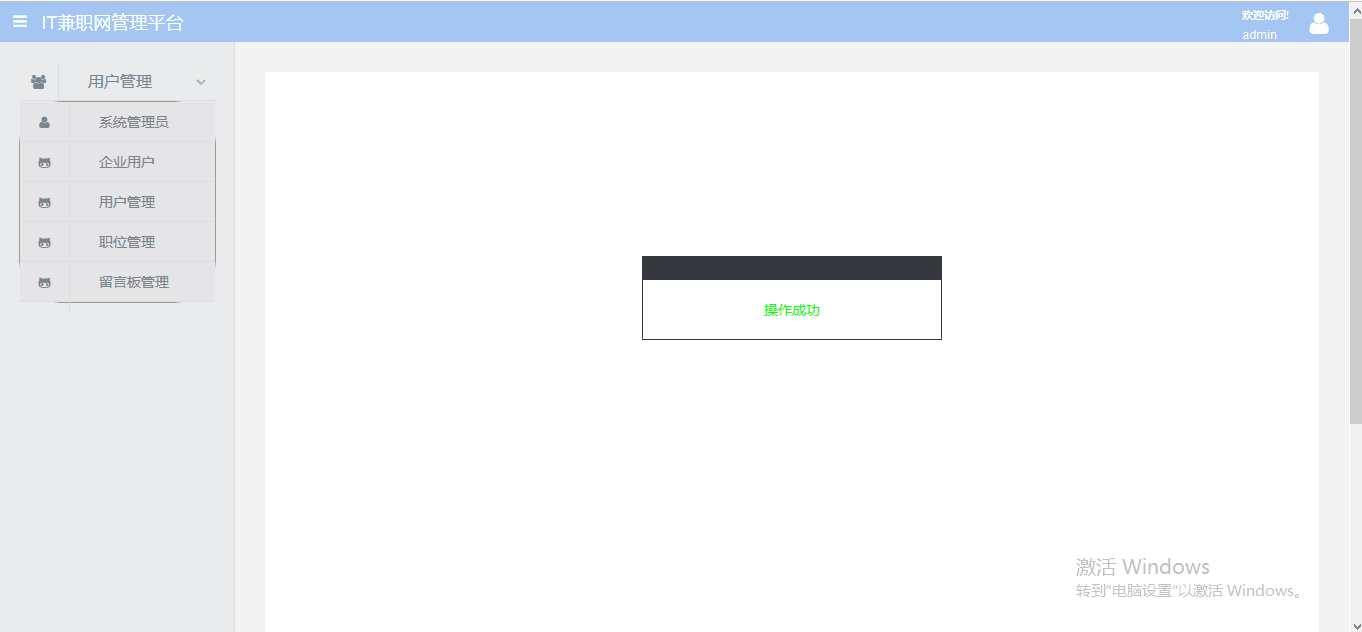 IT兼职网管理平台
欢迎访问!
admin
用户管理
系统管理员
企业用户
用户管理
职位管理
留言板管理
操作成功
激活 Windows
转到"电脑设置"以激活 Windows。